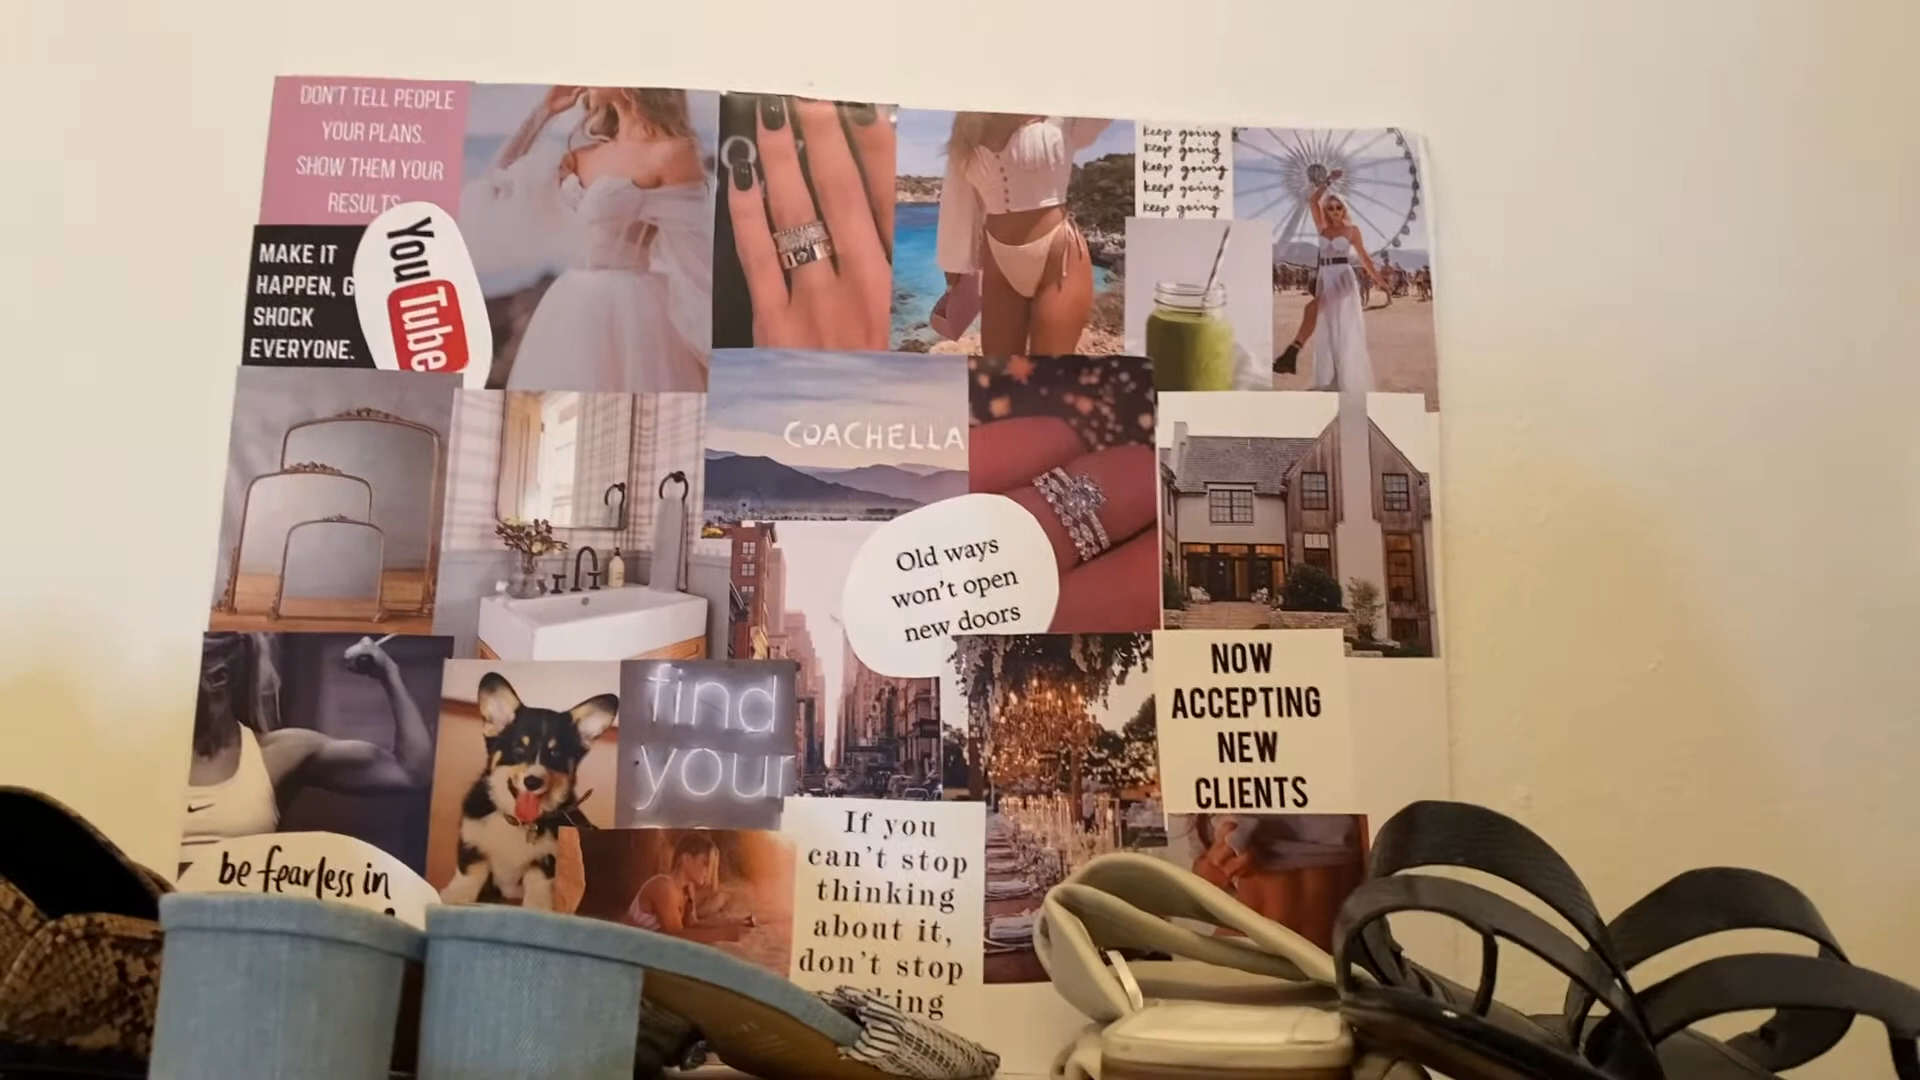 DON'T TELL PEOPLE
YOUR PLANS.
SHOW THEM YOUR
RESULTS
MAKE IT
HAPPEN, G
SHOCK
EVERYONE.
YouTube
keep going
keep going
keep going
keep going
keep going
COACHELLA
Old ways
won't open
new doors
NOW
ACCEPTING
NEW
CLIENTS
find
your
be fearless in
If you
can't stop
thinking
about it,
don't stop